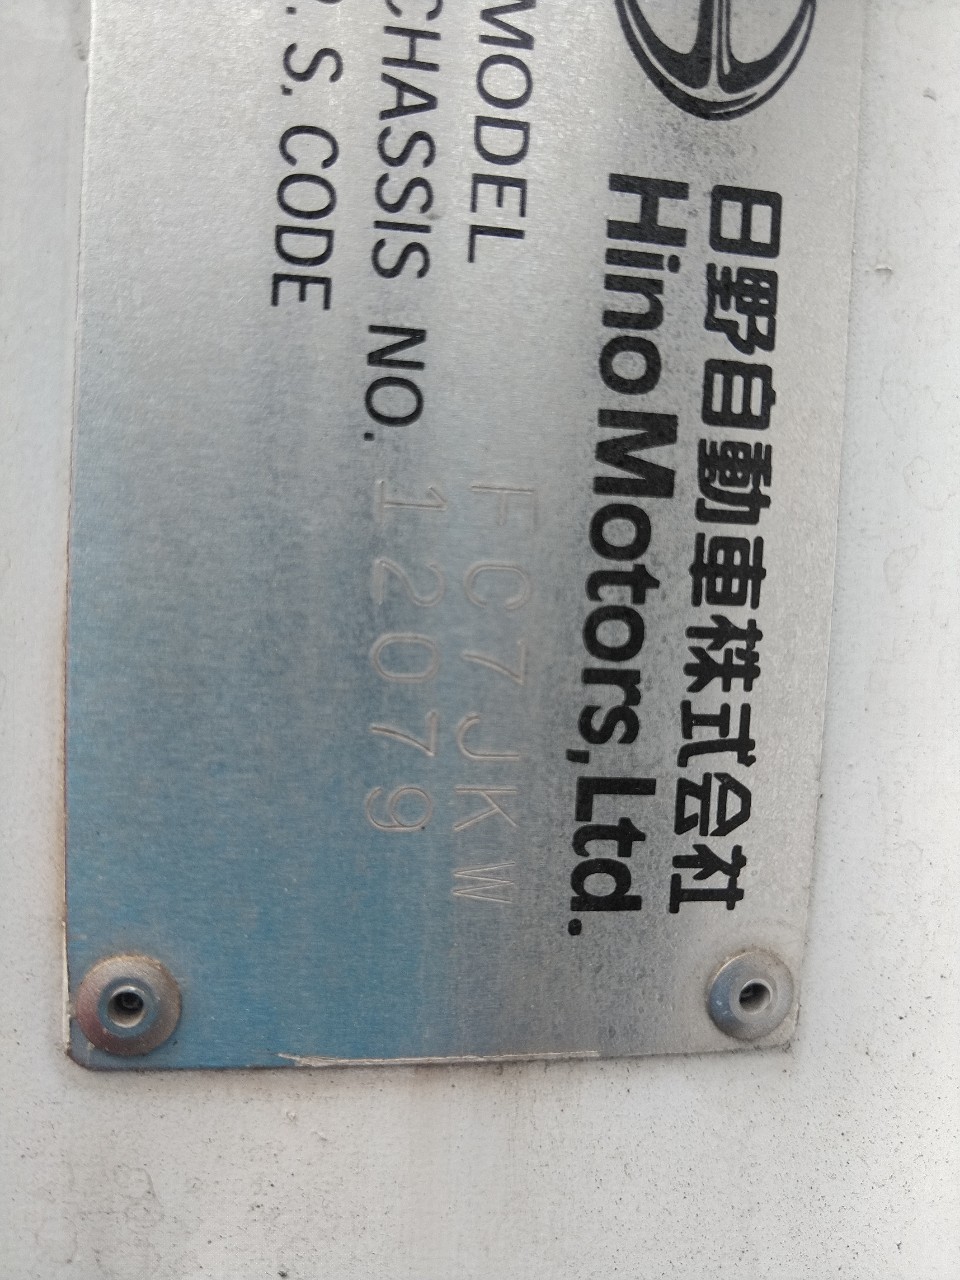 日野自動車株式会社
Hino Motors, Ltd.
MODEL FC7JKW
CHASSIS NO. 12079
. S. CODE